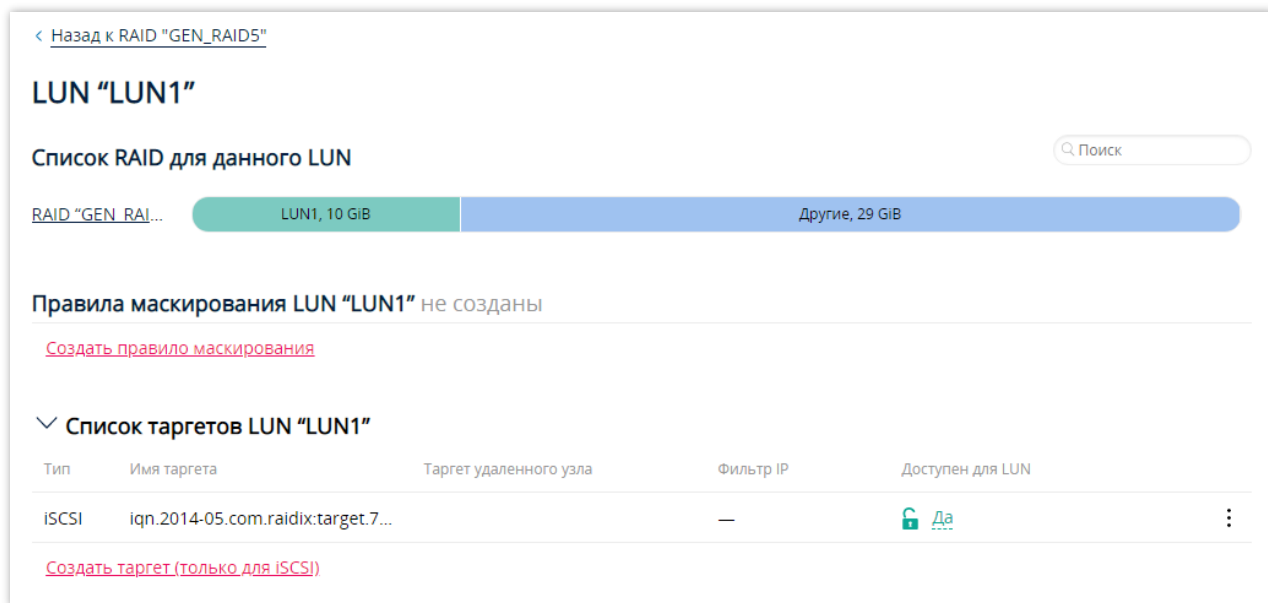 Назад к RAID "GEN_RAID5"
LUN “LUN1”
Список RAID для данного LUN
Поиск
RAID “GEN_RAI...
LUN1, 10 GiB
Другие, 29 GiB
Правила маскирования LUN “LUN1” не созданы
Создать правило маскирования
Список таргетов LUN “LUN1”
Тип Имя таргета Таргет удаленного узла Фильтр IP Доступен для LUN
iSCSI iqn.2014-05.com.raidix:target.7... — Да
Создать таргет (только для iSCSI)